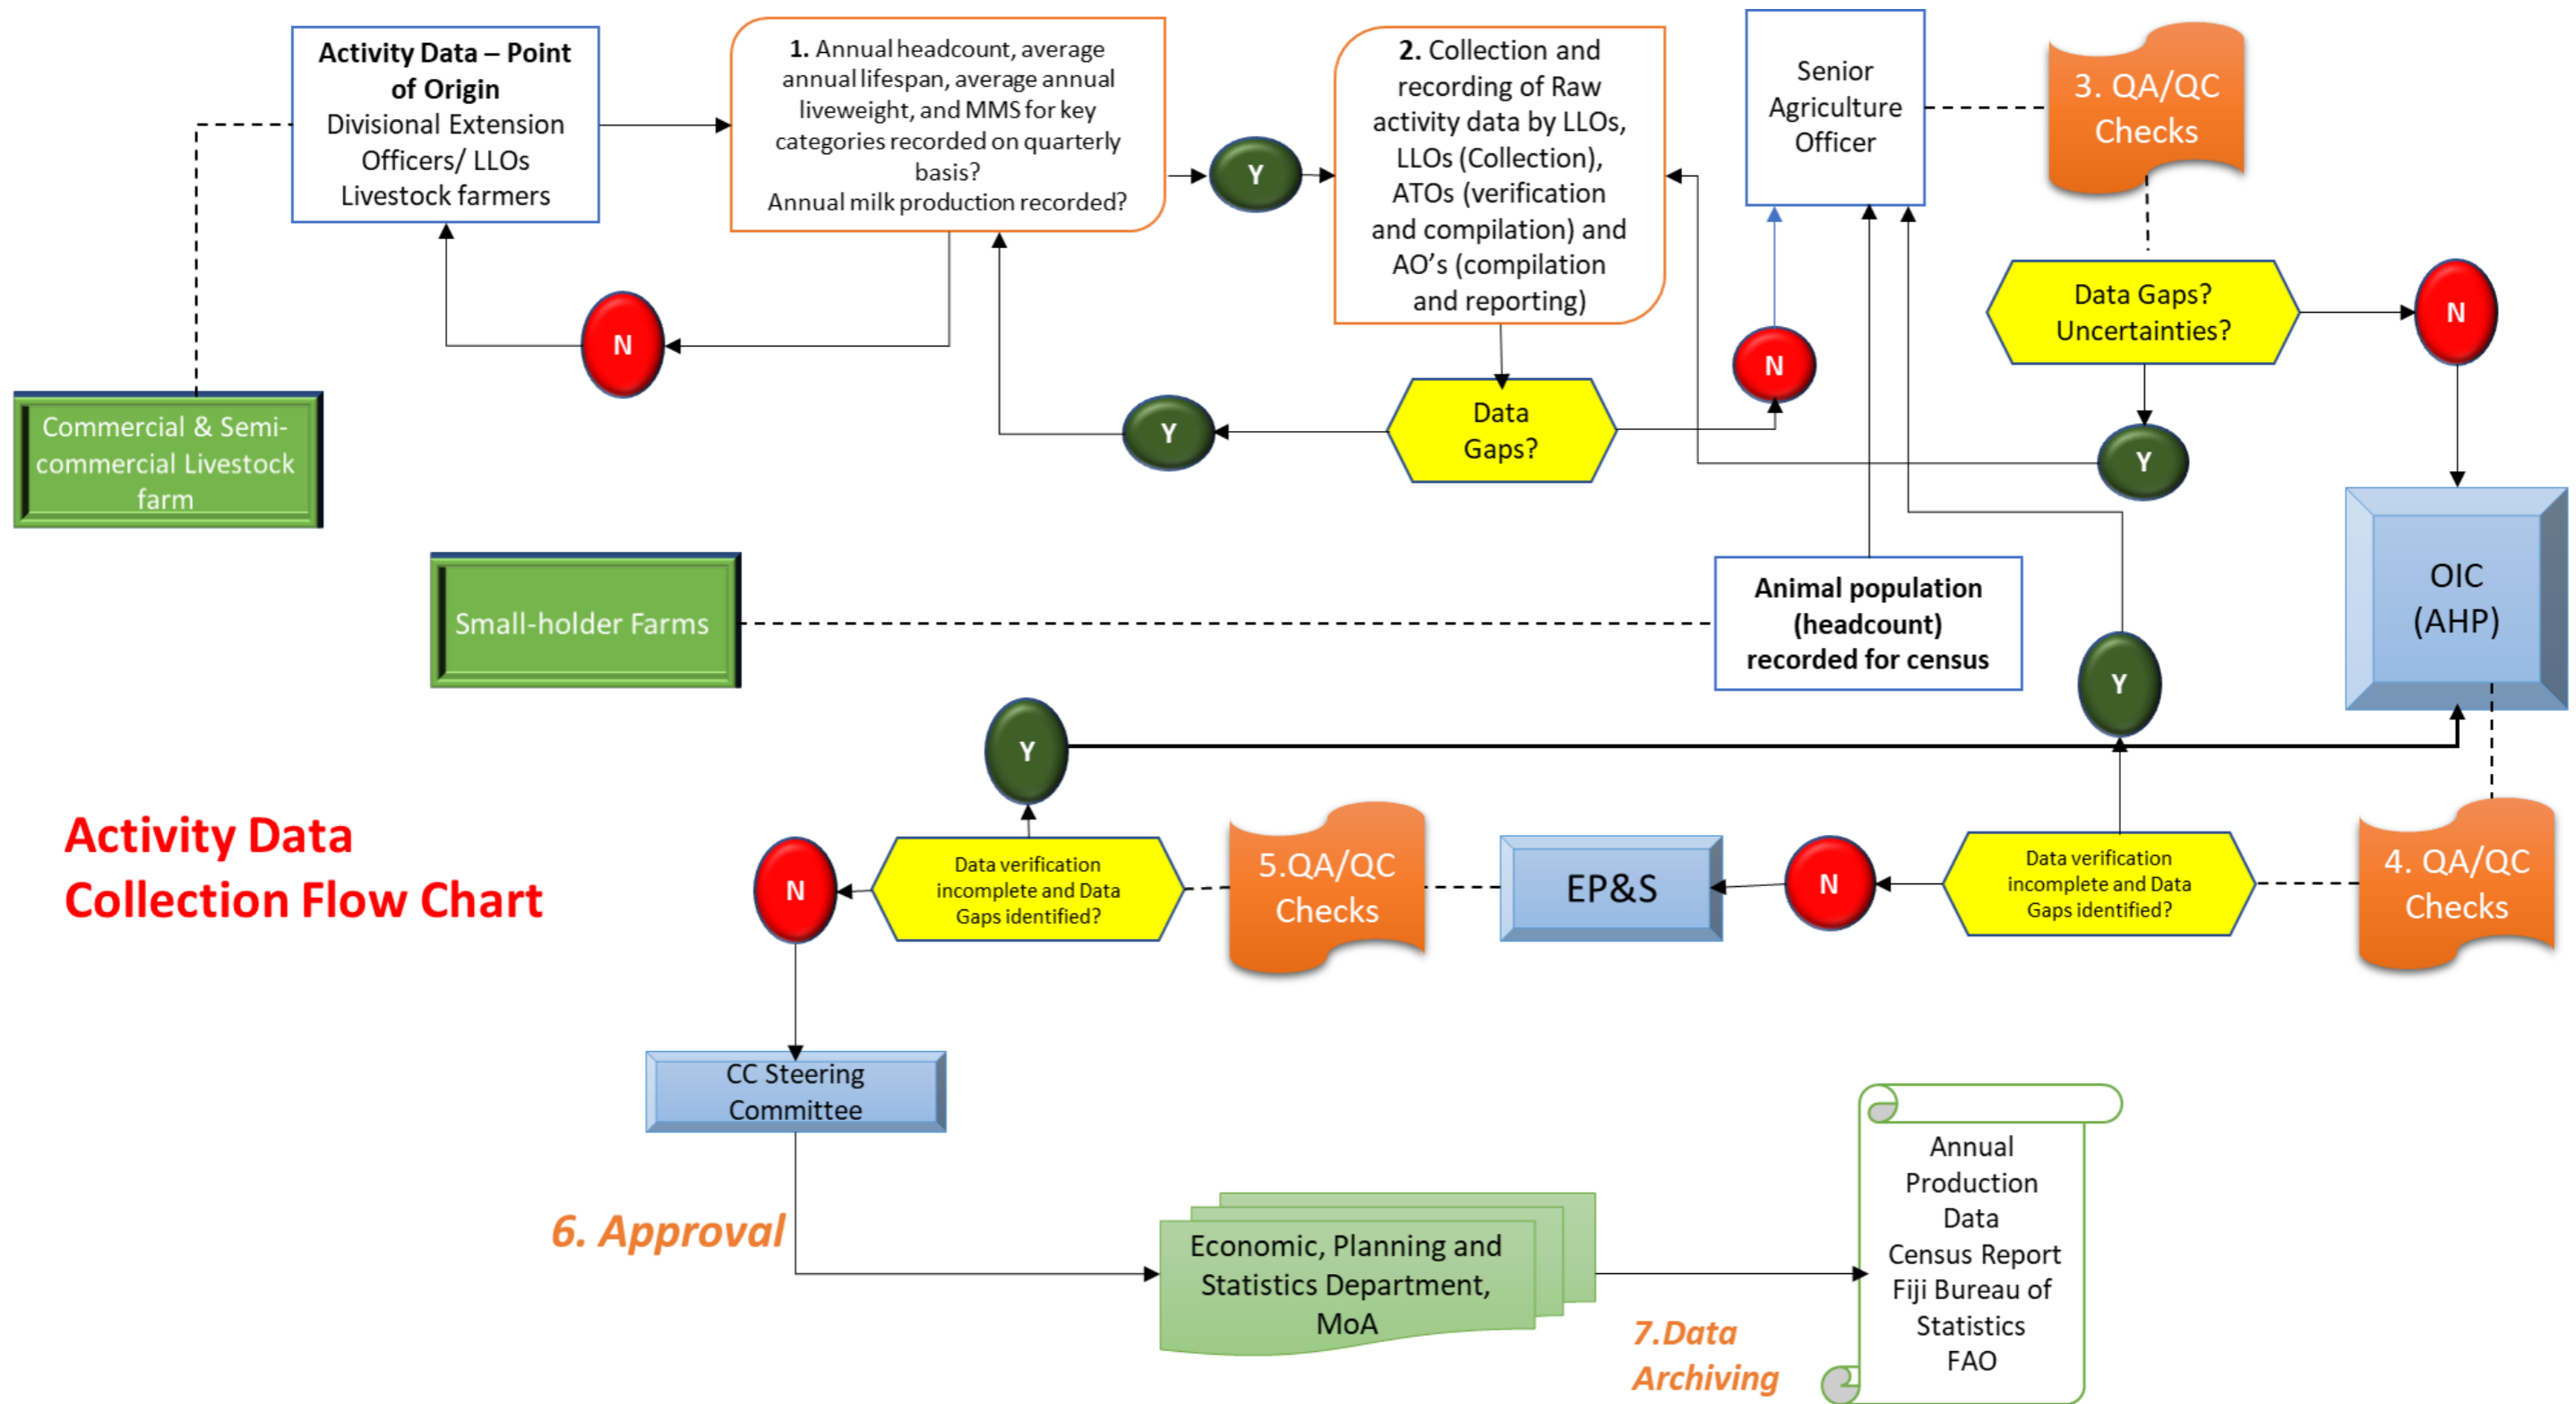 Activity Data – Point
of Origin
Divisional Extension
Officers/ LLOs
Livestock farmers
1. Annual headcount, average
annual lifespan, average annual
liveweight, and MMS for key
categories recorded on quarterly
basis?
Annual milk production recorded?
Y
2. Collection and
recording of Raw
activity data by LLOs,
LLOs (Collection),
ATOs (verification
and compilation) and
AO’s (compilation
and reporting)
Senior
Agriculture
Officer
3. QA/QC
Checks
Data Gaps?
Uncertainties?
N
N
N
Commercial & Semi-
commercial Livestock
farm
Y
Data
Gaps?
Y
OIC
(AHP)
Small-holder Farms
Animal population
(headcount)
recorded for census
Y
Y
Activity Data
Collection Flow Chart
N
Data verification
incomplete and Data
Gaps identified?
5.QA/QC
Checks
EP&S
N
Data verification
incomplete and Data
Gaps identified?
4. QA/QC
Checks
CC Steering
Committee
6. Approval
Economic, Planning and
Statistics Department,
MoA
7.Data
Archiving
Annual
Production
Data
Census Report
Fiji Bureau of
Statistics
FAO